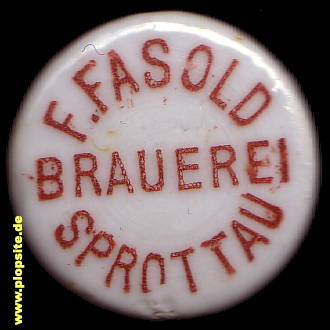 F. FASOLD
BRAUEREI
SPROTTAU
www.plopsite.de